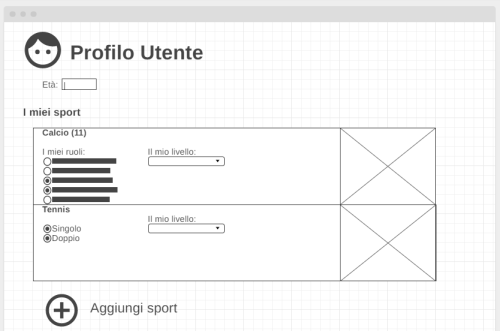 Profilo Utente
Età:
I miei sport
Calcio (11)
I miei ruoli:
Il mio livello:
Tennis
Il mio livello:
Singolo
Doppio
Aggiungi sport